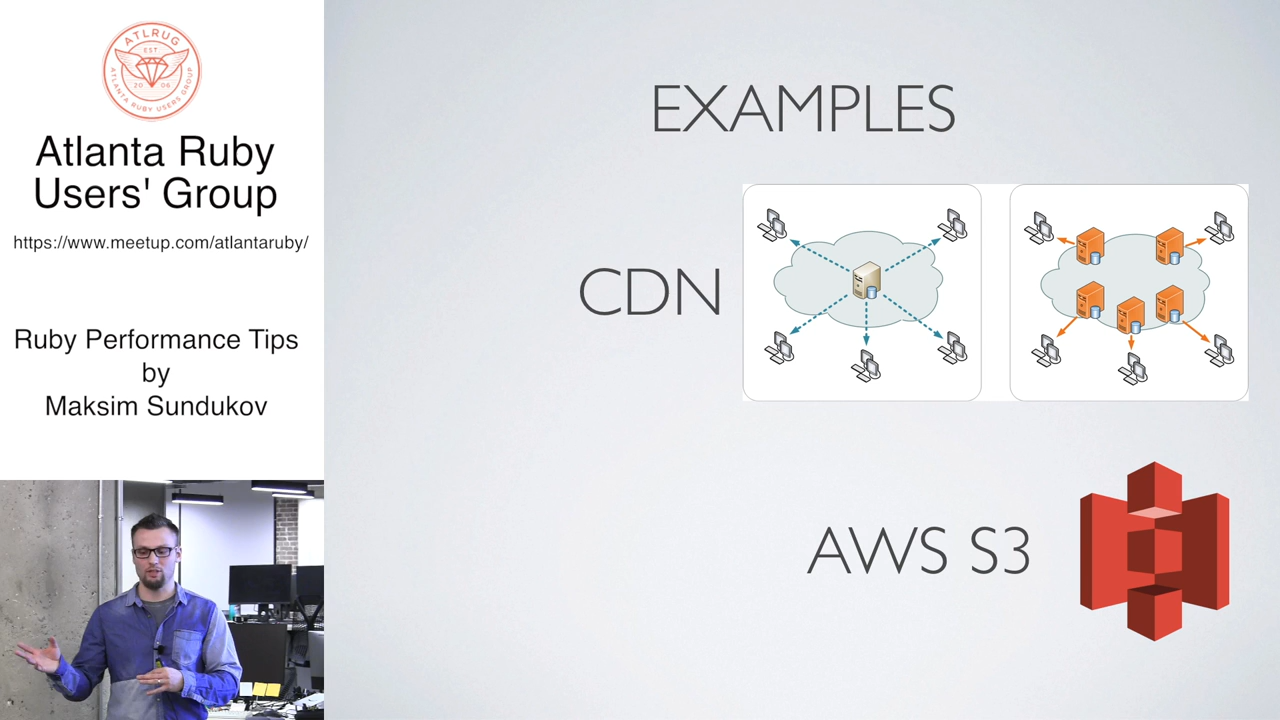 ATLRUG
EST.
20 06
ATLANTA RUBY USERS' GROUP
Atlanta Ruby
Users' Group
https://www.meetup.com/atlantaruby/
Ruby Performance Tips
by
Maksim Sundukov
EXAMPLES
CDN
AWS S3